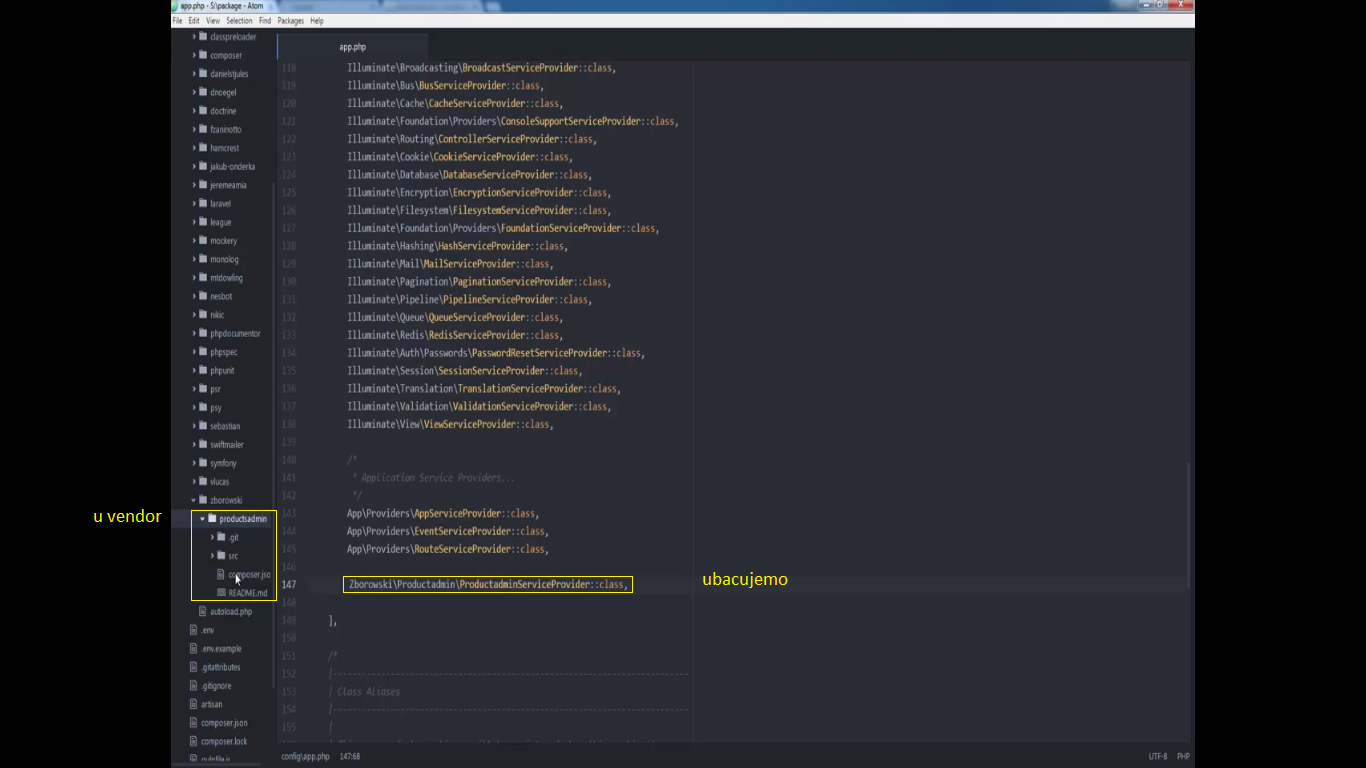 app.php - S:\package - Atom
File Edit View Selection Find Packages Help
classpreloader
composer
danielstjules
dnoegel
doctrine
fzaninotto
hamcrest
jakub-onderka
jeremeamia
laravel
league
mockery
monolog
mtdowling
nesbot
nikic
phpdocumentor
phpspec
phpunit
psr
psy
sebastian
swiftmailer
symfony
vlucas
zborowski
productsadmin
.git
src
composer.jso
README.md
autoload.php
.env
.env.example
.gitattributes
.gitignore
artisan
composer.json
composer.lock
gulpfile.js
u vendor
app.php
118 Illuminate\Broadcasting\BroadcastServiceProvider::class,
119 Illuminate\Bus\BusServiceProvider::class,
120 Illuminate\Cache\CacheServiceProvider::class,
121 Illuminate\Foundation\Providers\ConsoleSupportServiceProvider::class,
122 Illuminate\Routing\ControllerServiceProvider::class,
123 Illuminate\Cookie\CookieServiceProvider::class,
124 Illuminate\Database\DatabaseServiceProvider::class,
125 Illuminate\Encryption\EncryptionServiceProvider::class,
126 Illuminate\Filesystem\FilesystemServiceProvider::class,
127 Illuminate\Foundation\Providers\FoundationServiceProvider::class,
128 Illuminate\Hashing\HashServiceProvider::class,
129 Illuminate\Mail\MailServiceProvider::class,
130 Illuminate\Pagination\PaginationServiceProvider::class,
131 Illuminate\Pipeline\PipelineServiceProvider::class,
132 Illuminate\Queue\QueueServiceProvider::class,
133 Illuminate\Redis\RedisServiceProvider::class,
134 Illuminate\Auth\Passwords\PasswordResetServiceProvider::class,
135 Illuminate\Session\SessionServiceProvider::class,
136 Illuminate\Translation\TranslationServiceProvider::class,
137 Illuminate\Validation\ValidationServiceProvider::class,
138 Illuminate\View\ViewServiceProvider::class,
139
140 /*
141 * Application Service Providers...
142 */
143 App\Providers\AppServiceProvider::class,
144 App\Providers\EventServiceProvider::class,
145 App\Providers\RouteServiceProvider::class,
146
147 Zborowski\Productadmin\ProductadminServiceProvider::class,
ubacujemo
148
149 ],
150
151 /*
152 |--------------------------------------------------------------------------
153 | Class Aliases
154 |--------------------------------------------------------------------------
155 |
config\app.php 147:68
UTF-8 PHP